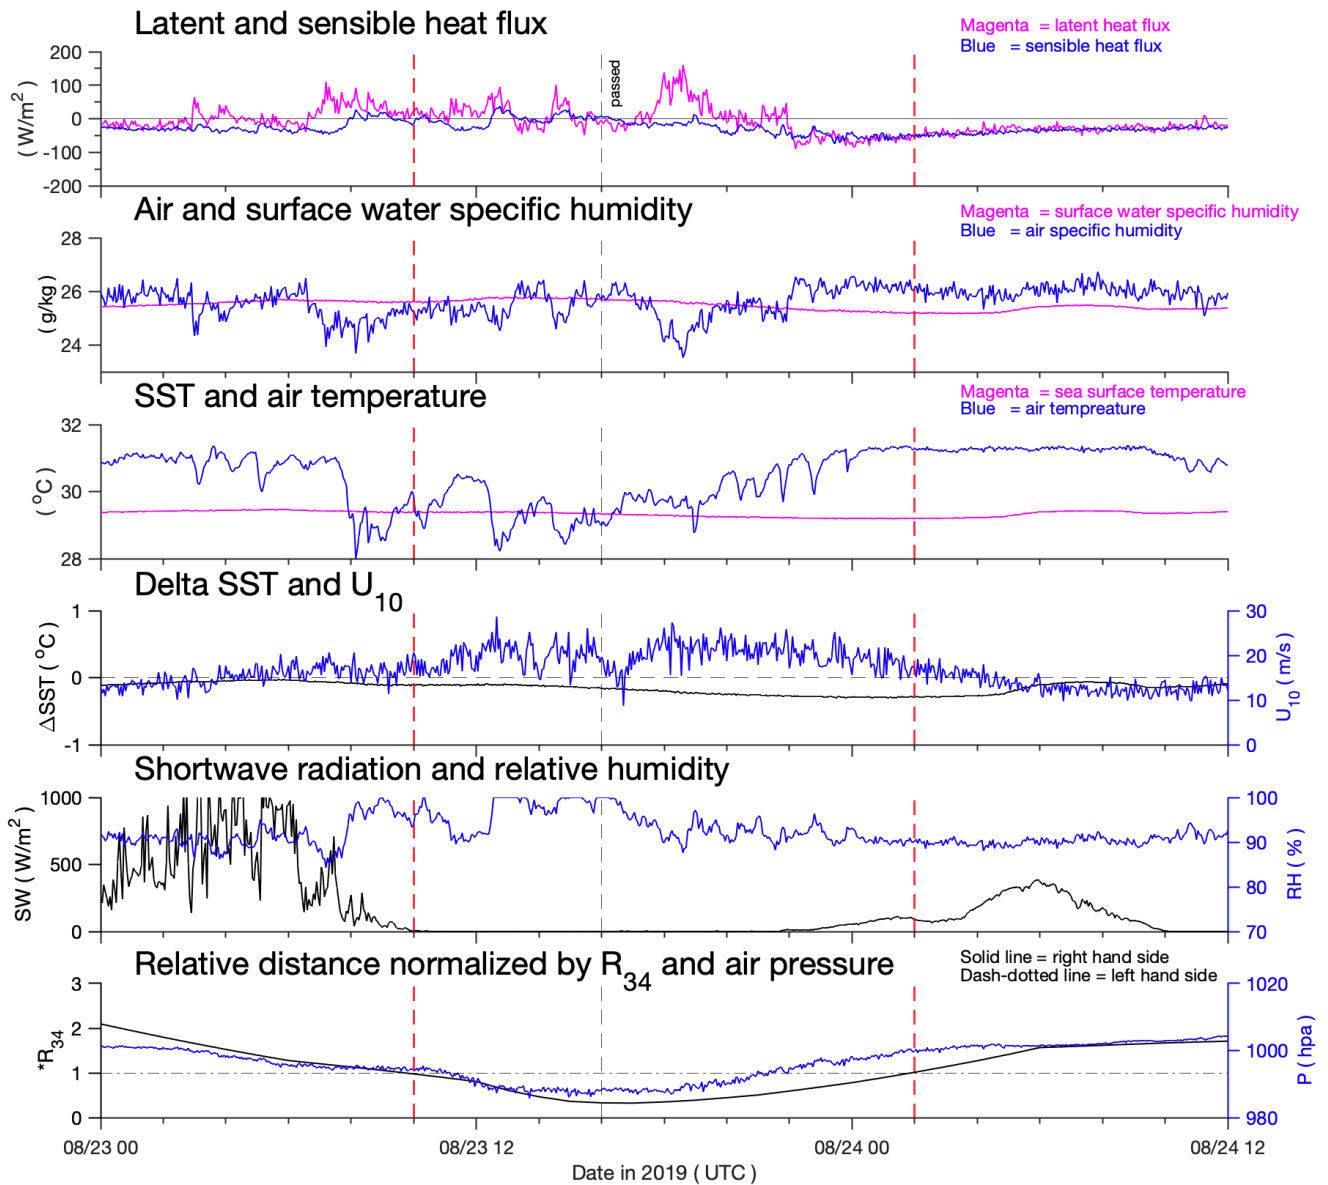 Latent and sensible heat flux
Magenta = latent heat flux
Blue = sensible heat flux
200
100
0
-100
-200
( W/m2 )
passed
Air and surface water specific humidity
Magenta = surface water specific humidity
Blue = air specific humidity
28
26
24
( g/kg )
SST and air temperature
Magenta = sea surface temperature
Blue = air tempreature
32
30
28
( oC )
Delta SST and U10
1
0
-1
ΔSST ( oC )
30
20
10
0
U10 ( m/s )
Shortwave radiation and relative humidity
1000
500
0
SW ( W/m2 )
100
90
80
70
RH ( % )
Relative distance normalized by R34 and air pressure
Solid line = right hand side
Dash-dotted line = left hand side
3
2
1
0
*R34
1020
1000
980
P ( hpa )
08/23 00
08/23 12
08/24 00
08/24 12
Date in 2019 ( UTC )